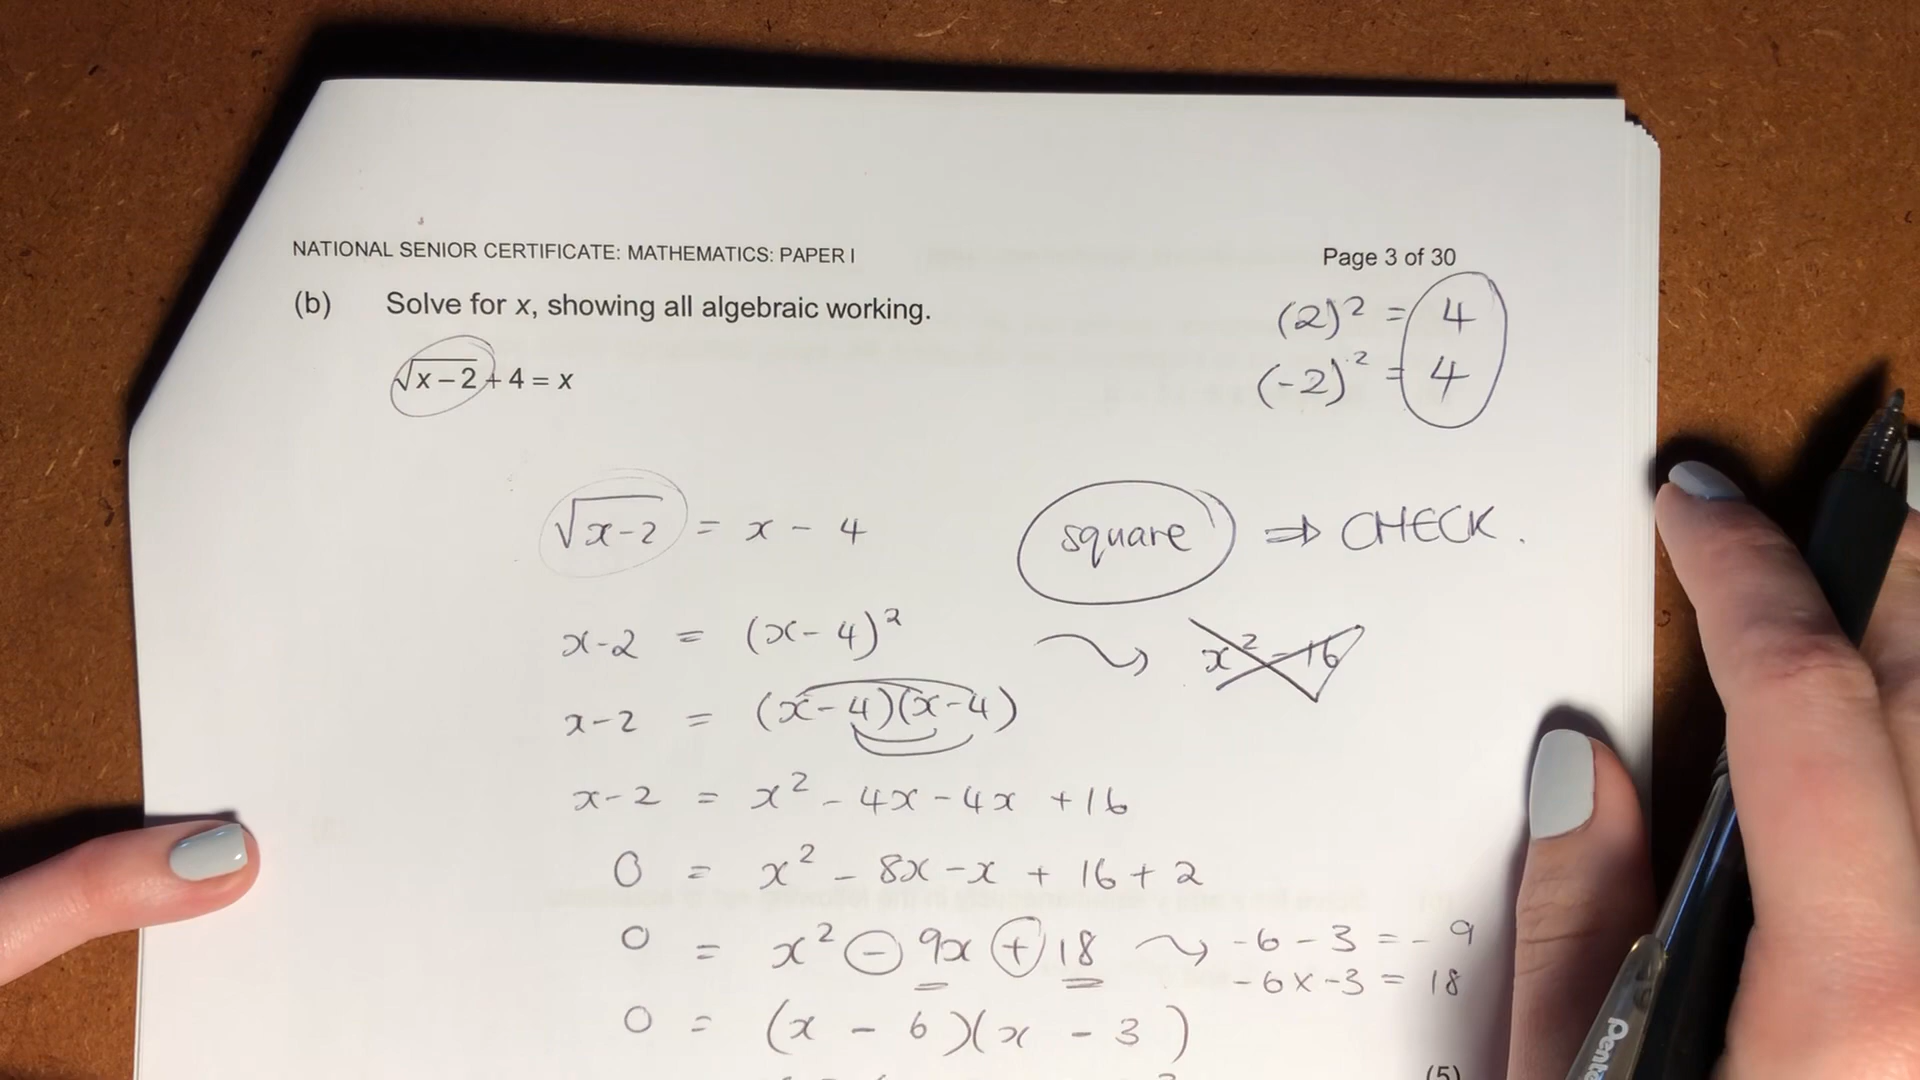 NATIONAL SENIOR CERTIFICATE: MATHEMATICS: PAPER I
Page 3 of 30
(b) Solve for x, showing all algebraic working.
(2)² = 4
√x−2 + 4 = x
(-2)² = 4
√x-2 = x - 4
square ⇒ CHECK.
x-2 = (x-4)²
x² - 16
x-2 = (x-4)(x-4)
x-2 = x² - 4x - 4x + 16
0 = x² - 8x - x + 16 + 2
0 = x² - 9x + 18
-6 - 3 = - 9
-6 x -3 = 18
0 = (x - 6)(x - 3)
(5)
Pente